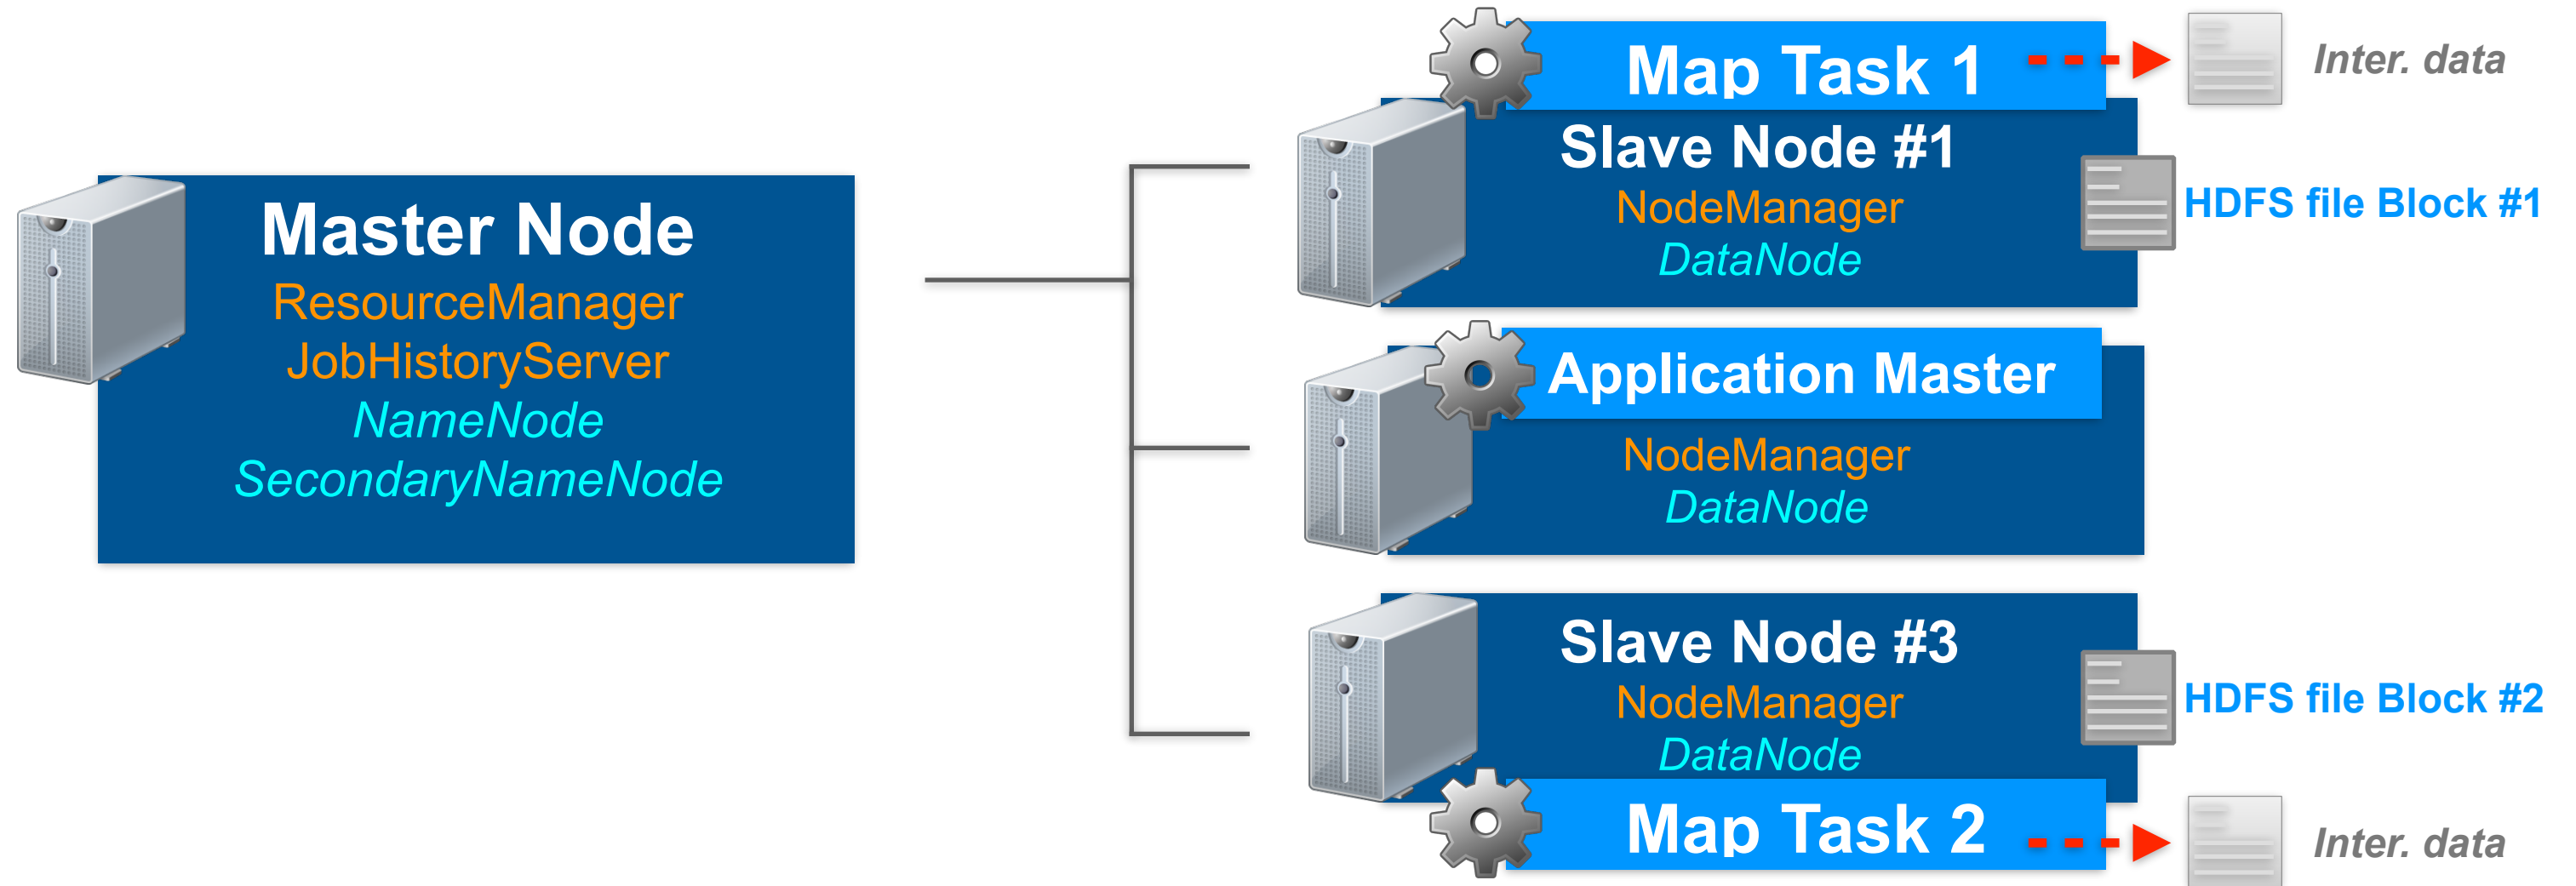 Master Node
ResourceManager
JobHistoryServer
NameNode
SecondaryNameNode
Map Task 1
Inter. data
Slave Node #1
NodeManager
DataNode
HDFS file Block #1
Application Master
NodeManager
DataNode
Slave Node #3
NodeManager
DataNode
HDFS file Block #2
Map Task 2
Inter. data